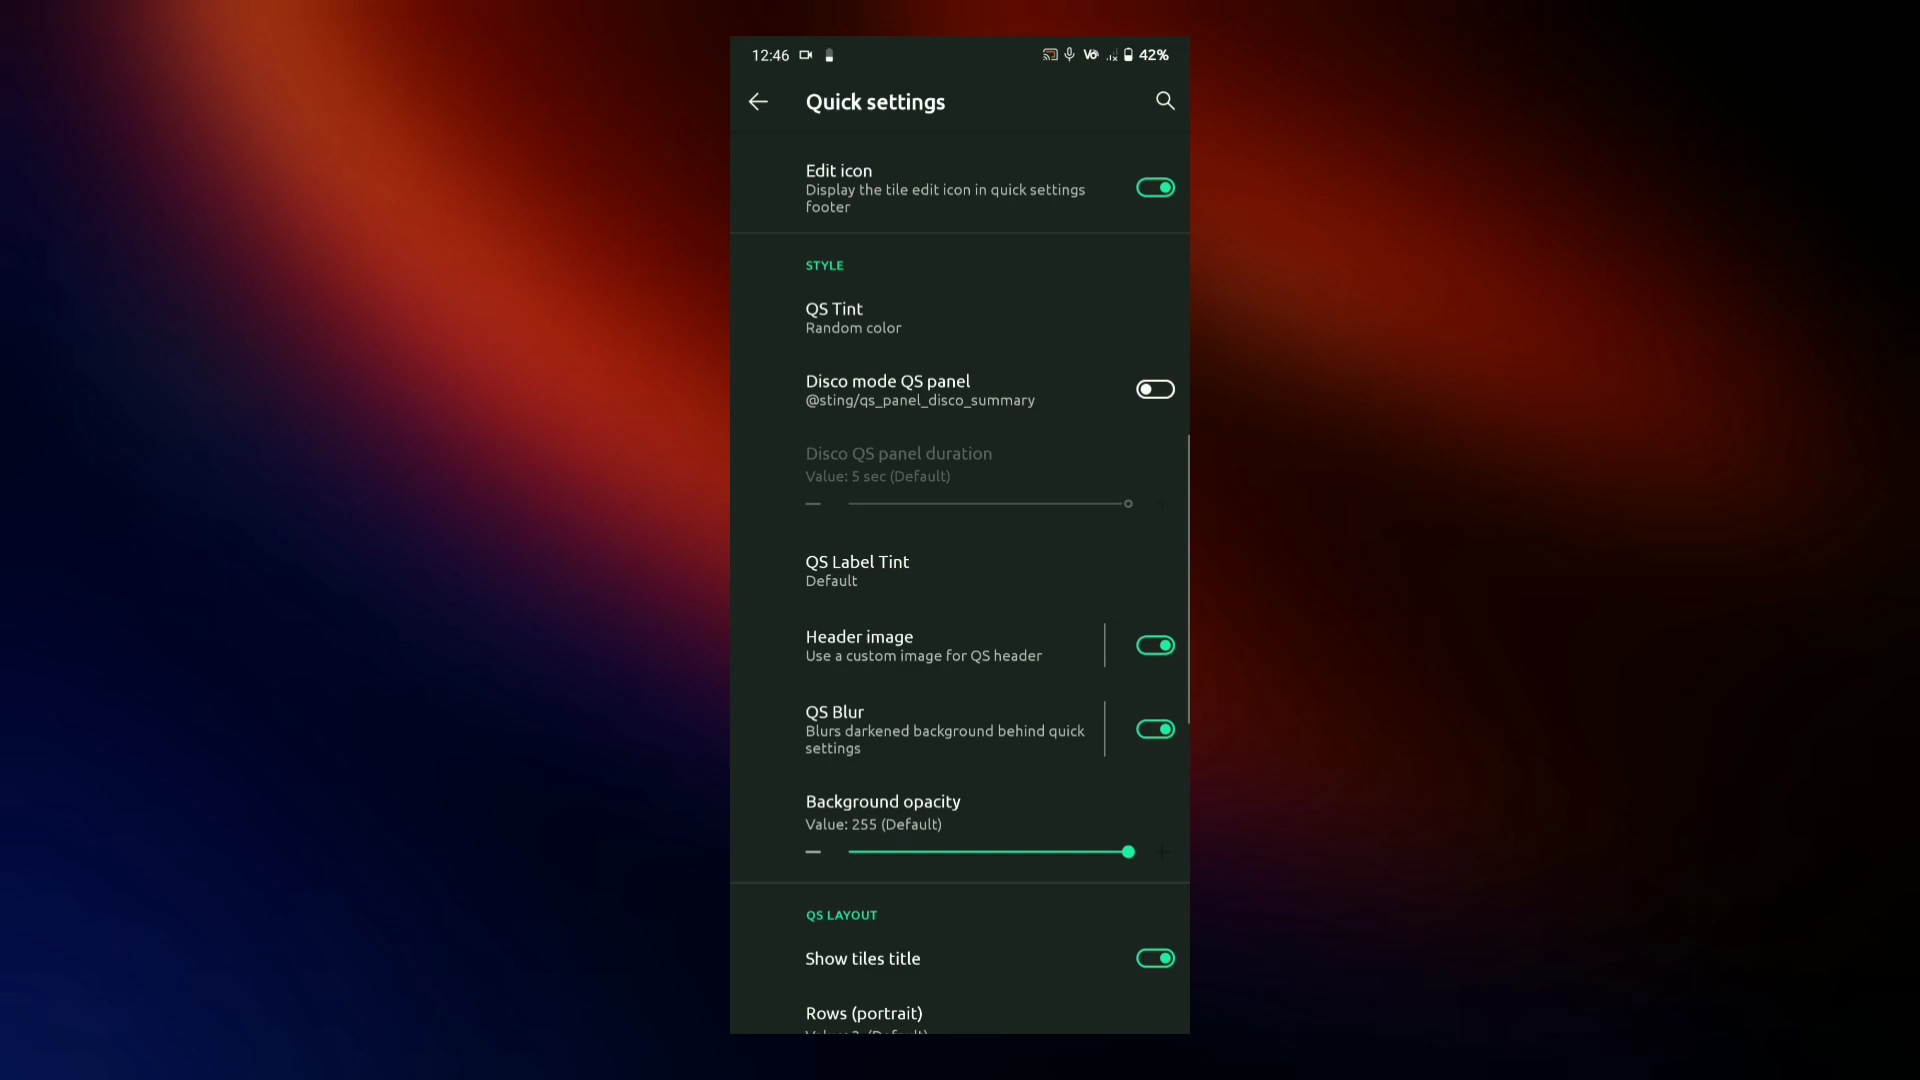 12:46 Vo 42%
Quick settings
Edit icon
Display the tile edit icon in quick settings
footer
STYLE
QS Tint
Random color
Disco mode QS panel
@sting/qs_panel_disco_summary
Disco QS panel duration
Value: 5 sec (Default)
QS Label Tint
Default
Header image
Use a custom image for QS header
QS Blur
Blurs darkened background behind quick
settings
Background opacity
Value: 255 (Default)
QS LAYOUT
Show tiles title
Rows (portrait)